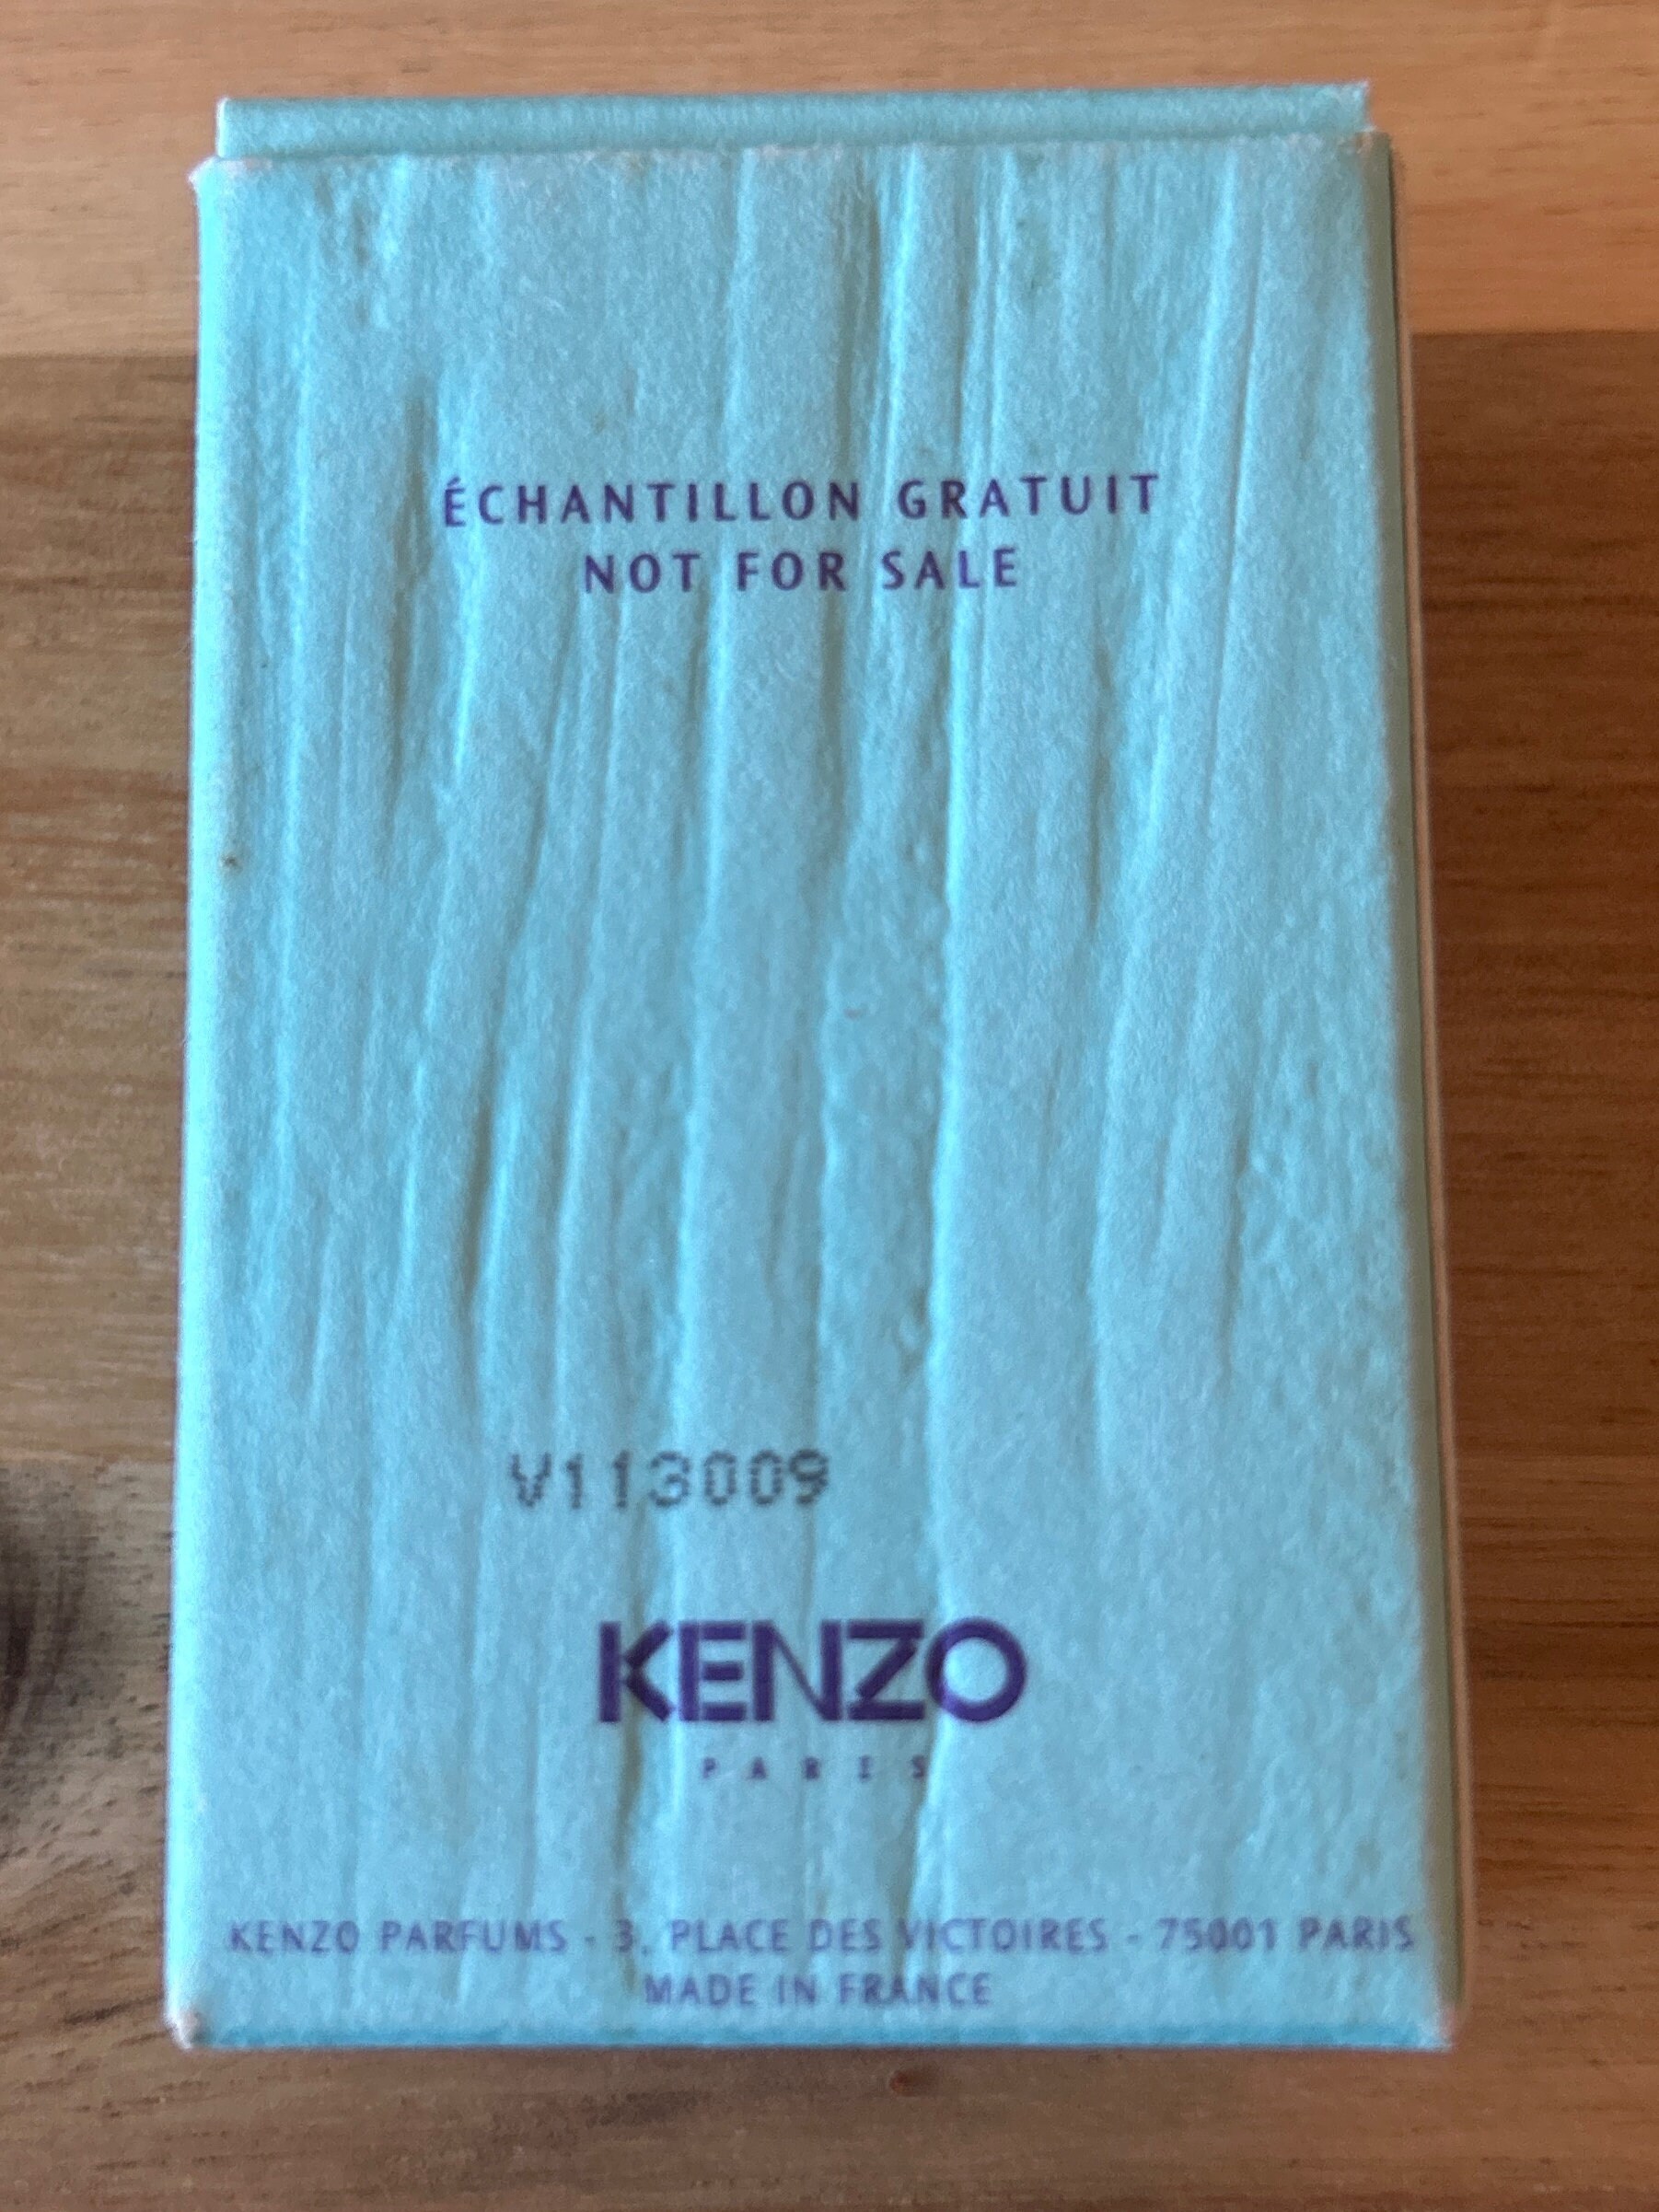 ÉCHANTILLON GRATUIT
NOT FOR SALE
V113009
KENZO
PARIS
KENZO PARFUMS - 3, PLACE DES VICTOIRES - 75001 PARIS
MADE IN FRANCE